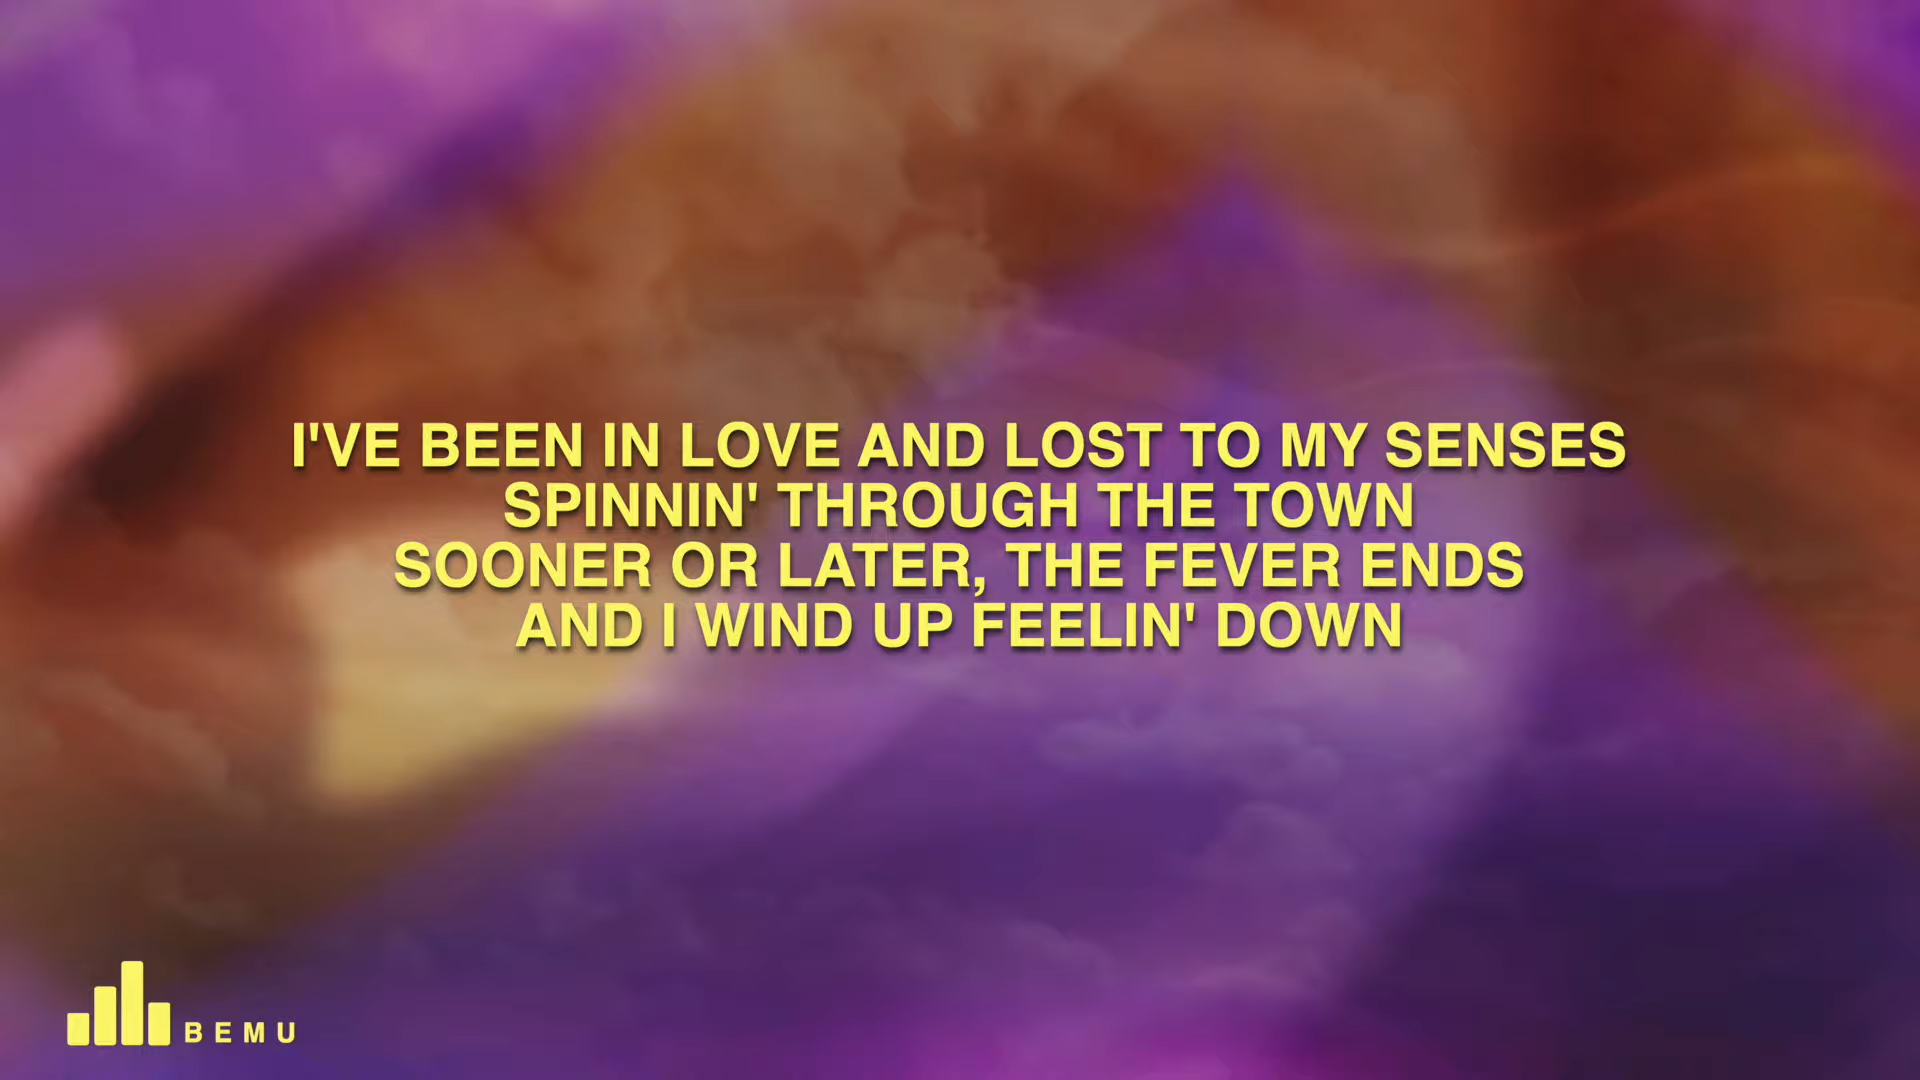 I'VE BEEN IN LOVE AND LOST TO MY SENSES
SPINNIN' THROUGH THE TOWN
SOONER OR LATER, THE FEVER ENDS
AND I WIND UP FEELIN' DOWN
BEMU